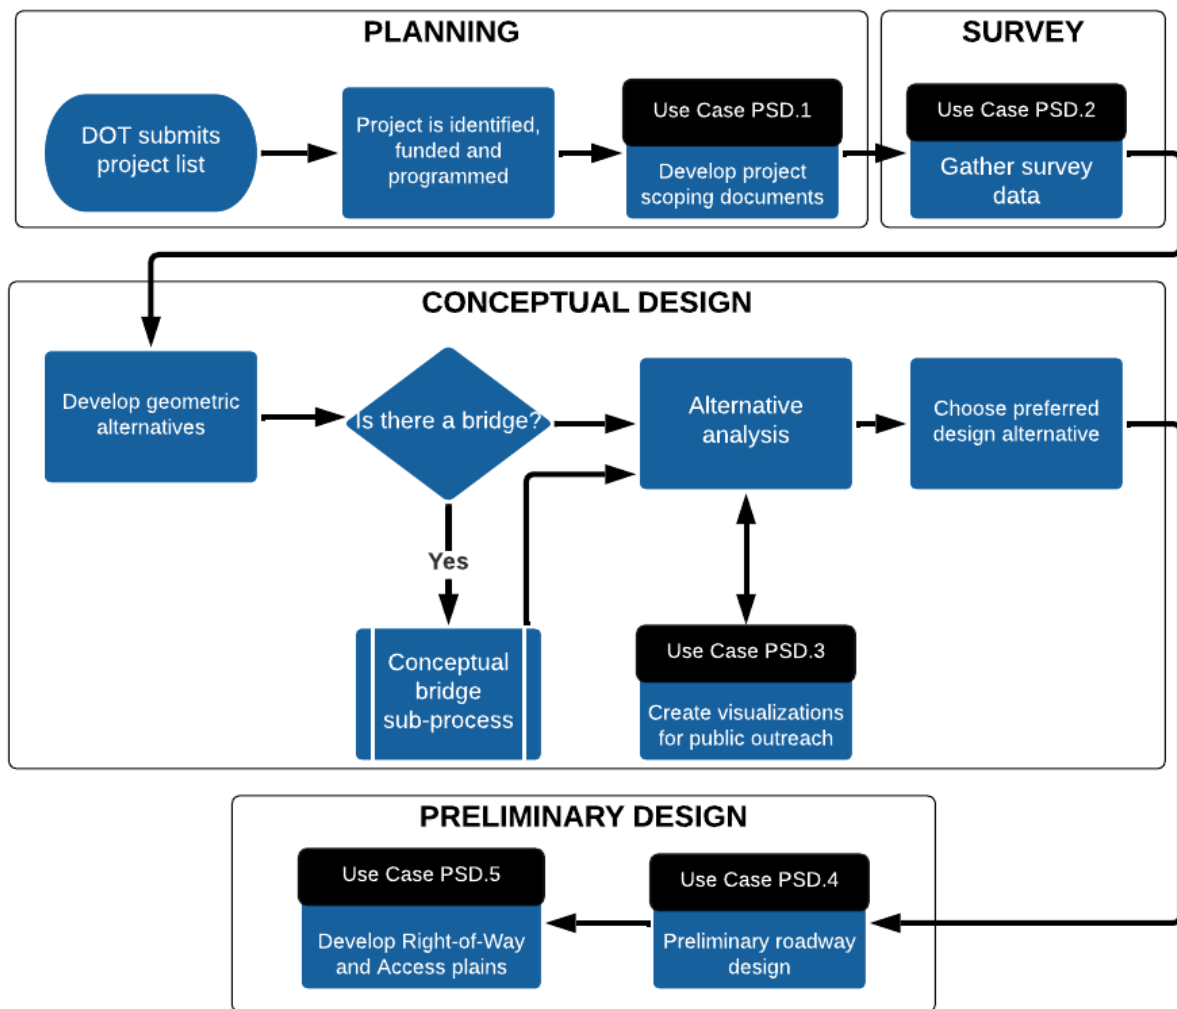 PLANNING
DOT submits
project list
Project is identified,
funded and
programmed
Use Case PSD.1
Develop project
scoping documents
SURVEY
Use Case PSD.2
Gather survey
data
CONCEPTUAL DESIGN
Develop geometric
alternatives
Is there a bridge?
Yes
Conceptual
bridge
sub-process
Alternative
analysis
Use Case PSD.3
Create visualizations
for public outreach
Choose preferred
design alternative
PRELIMINARY DESIGN
Use Case PSD.4
Preliminary roadway
design
Use Case PSD.5
Develop Right-of-Way
and Access plains